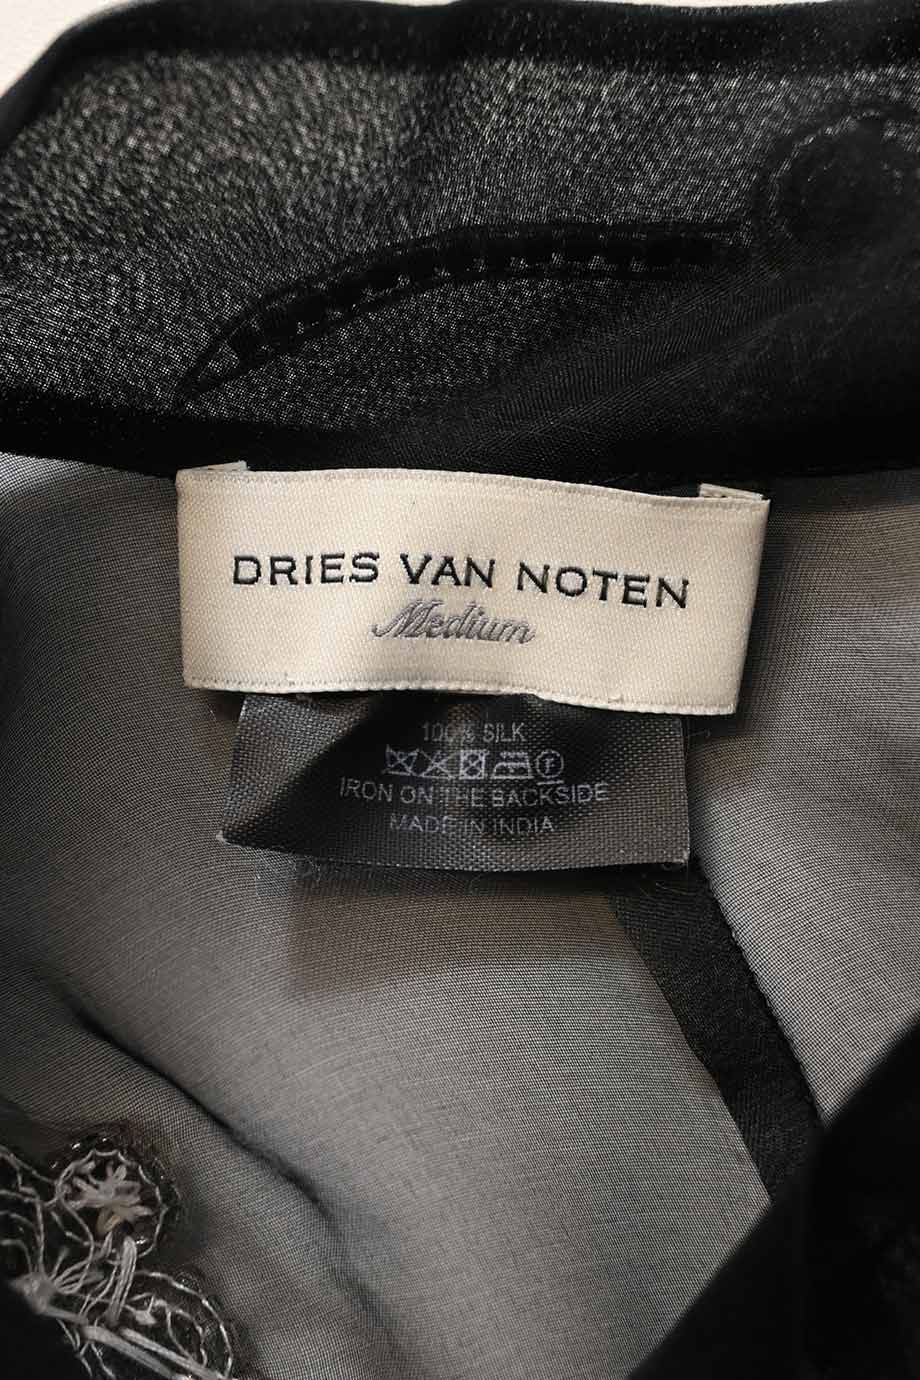 DRIES VAN NOTEN
Medium
100% SILK
IRON ON THE BACKSIDE
MADE IN INDIA